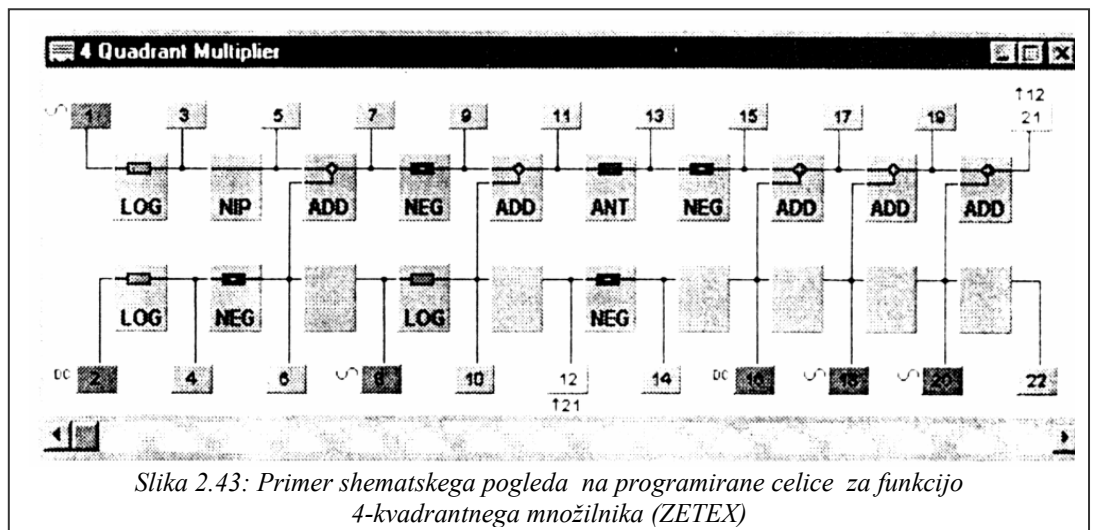 4 Quadrant Multiplier
↑12
1 3 5 7 9 11 13 15 17 19 21
LOG NIP ADD NEG ADD ANT NEG ADD ADD ADD
LOG NEG LOG NEG
DC 2 4 6 8 10 12 14 DC 16 18 20 22
↑21
Slika 2.43: Primer shematskega pogleda na programirane celice za funkcijo
4-kvadrantnega množilnika (ZETEX)